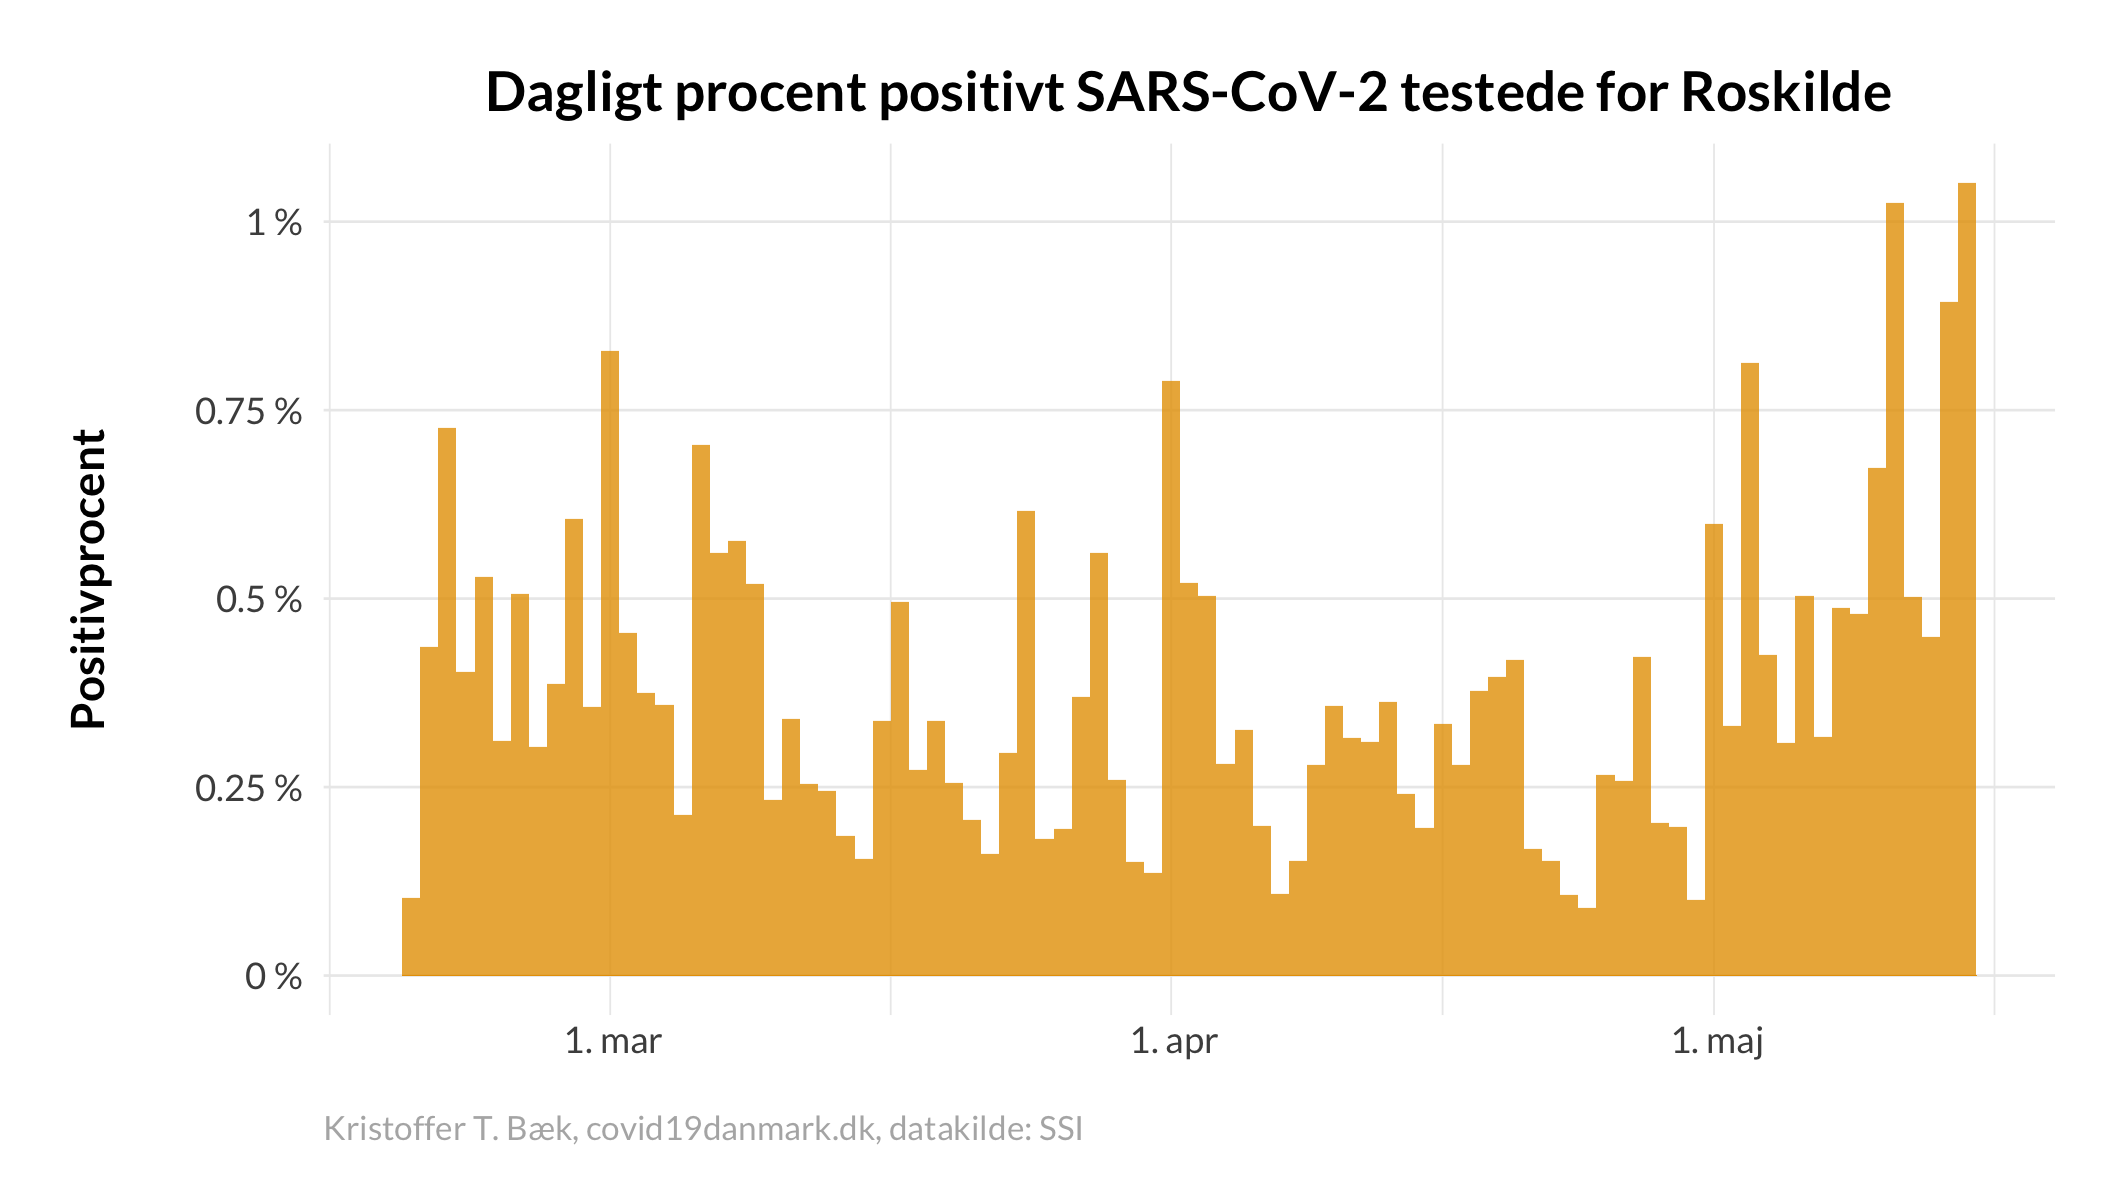 Dagligt procent positivt SARS-CoV-2 testede for Roskilde
Positivprocent
1 %
0.75 %
0.5 %
0.25 %
0 %
1. mar
1. apr
1. maj
Kristoffer T. Bæk, covid19danmark.dk, datakilde: SSI